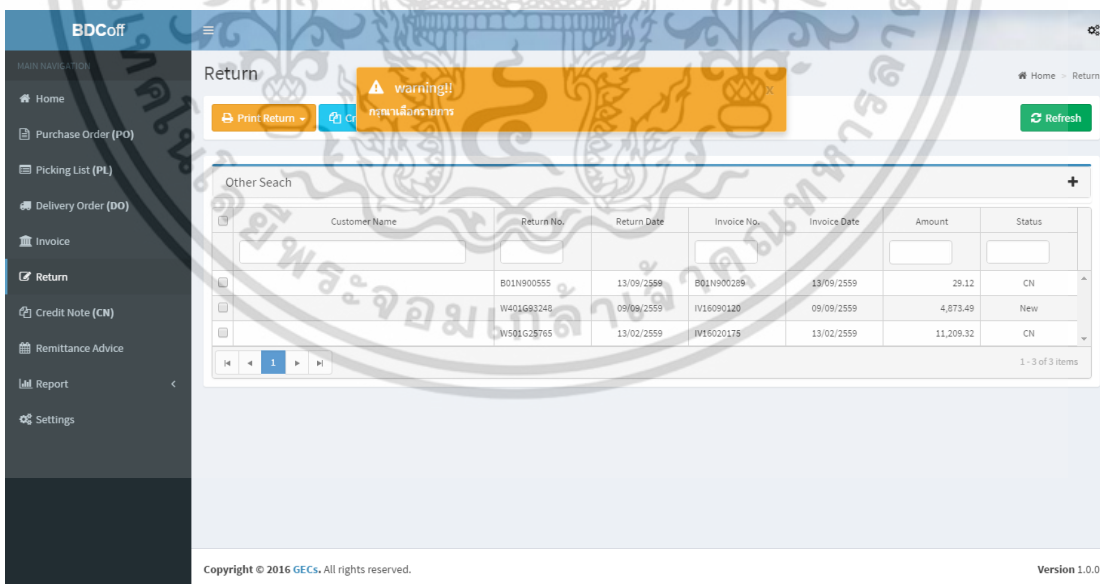 BDCoff
MAIN NAVIGATION
Home
Purchase Order (PO)
Picking List (PL)
Delivery Order (DO)
Invoice
Return
Credit Note (CN)
Remittance Advice
Report
Settings
Return
Home > Return
warning!!
กรุณาเลือกรายการ
×
Print Return
Cr
Refresh
Other Seach
+
Customer Name Return No. Return Date Invoice No. Invoice Date Amount Status
B01N900555 13/09/2559 B01N900289 13/09/2559 29.12 CN
W401G93248 09/09/2559 IV16090120 09/09/2559 4,873.49 New
W501G25765 13/02/2559 IV16020175 13/02/2559 11,209.32 CN
1
1 - 3 of 3 items
Copyright © 2016 GECs. All rights reserved.
Version 1.0.0